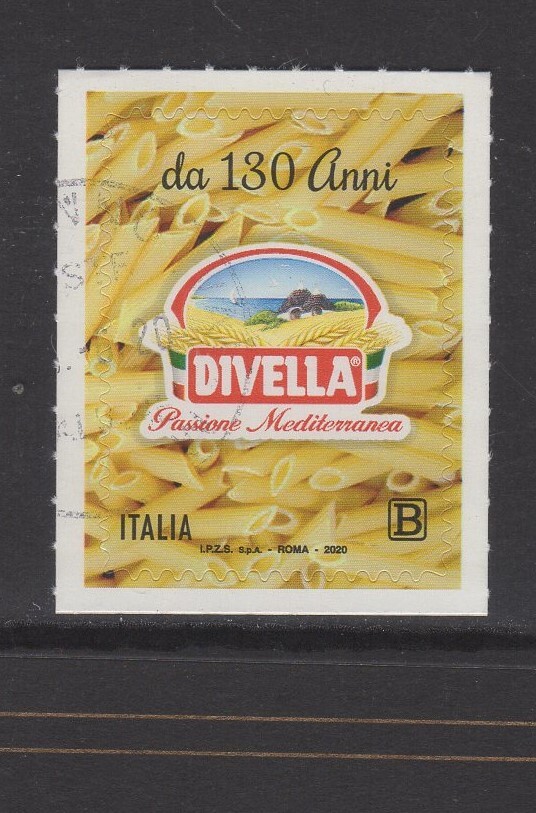 da 130 Anni
DIVELLA®
Passione Mediterranea
ITALIA
B
I.P.Z.S. S.p.A. - ROMA - 2020